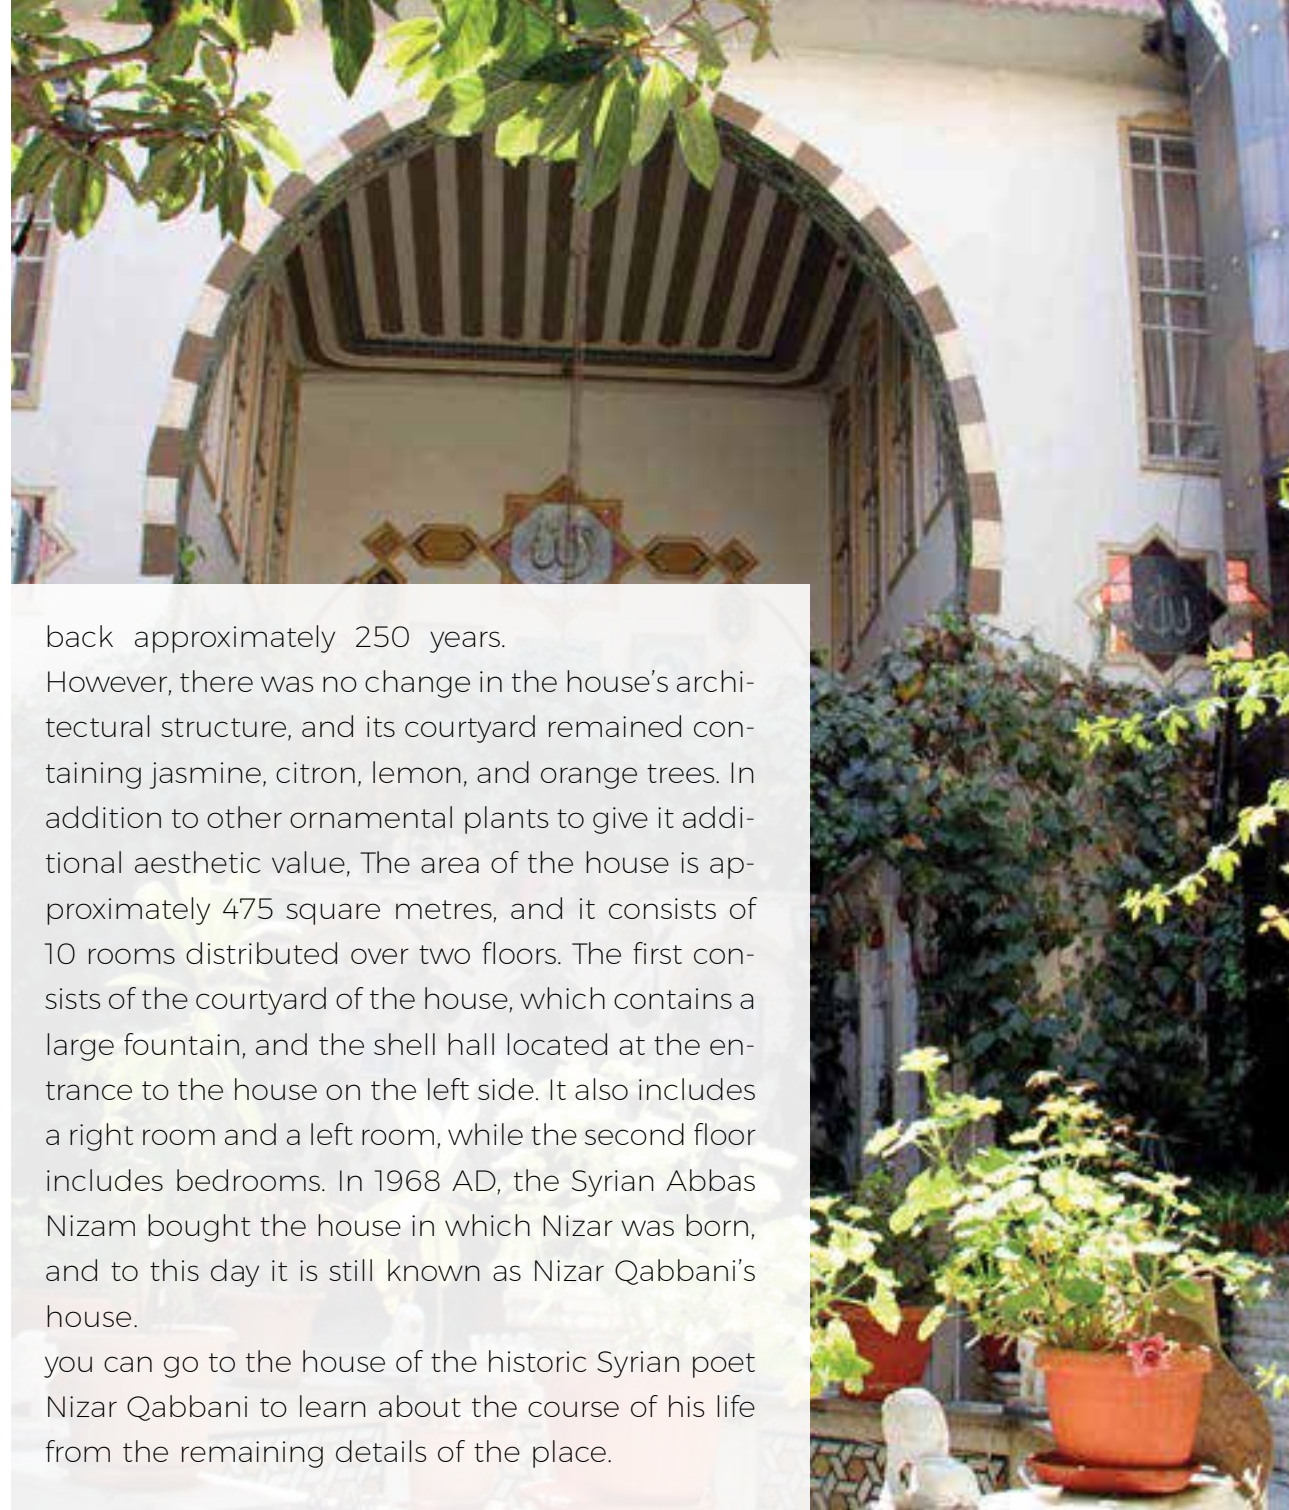 الله
الله
back approximately 250 years.
However, there was no change in the house’s archi-
tectural structure, and its courtyard remained con-
taining jasmine, citron, lemon, and orange trees. In
addition to other ornamental plants to give it addi-
tional aesthetic value, The area of the house is ap-
proximately 475 square metres, and it consists of
10 rooms distributed over two floors. The first con-
sists of the courtyard of the house, which contains a
large fountain, and the shell hall located at the en-
trance to the house on the left side. It also includes
a right room and a left room, while the second floor
includes bedrooms. In 1968 AD, the Syrian Abbas
Nizam bought the house in which Nizar was born,
and to this day it is still known as Nizar Qabbani’s
house.
you can go to the house of the historic Syrian poet
Nizar Qabbani to learn about the course of his life
from the remaining details of the place.